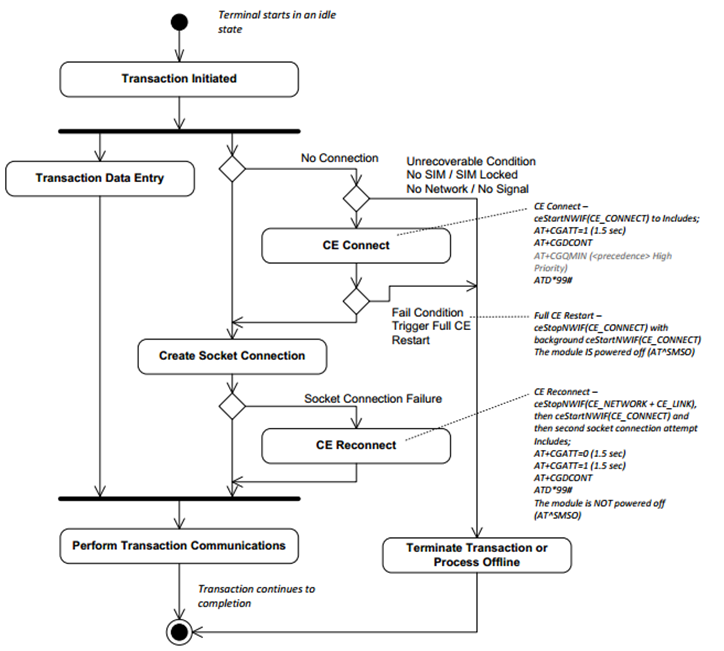 Terminal starts in an idle
state
Transaction Initiated
Transaction Data Entry
No Connection
Unrecoverable Condition
No SIM / SIM Locked
No Network / No Signal
CE Connect
CE Connect –
ceStartNWIF(CE_CONNECT) to Includes;
AT+CGATT=1 (1.5 sec)
AT+CGDCONT
AT+CGQMIN (<precedence> High
Priority)
ATD*99#
Fail Condition
Trigger Full CE
Restart
Full CE Restart –
ceStopNWIF(CE_CONNECT) with
background ceStartNWIF(CE_CONNECT)
The module IS powered off (AT^SMSO)
Create Socket Connection
Socket Connection Failure
CE Reconnect
CE Reconnect –
ceStopNWIF(CE_NETWORK + CE_LINK),
then ceStartNWIF(CE_CONNECT) and
then second socket connection attempt
Includes;
AT+CGATT=0 (1.5 sec)
AT+CGATT=1 (1.5 sec)
AT+CGDCONT
ATD*99#
The module is NOT powered off
(AT^SMSO)
Perform Transaction Communications
Terminate Transaction or
Process Offline
Transaction continues to
completion